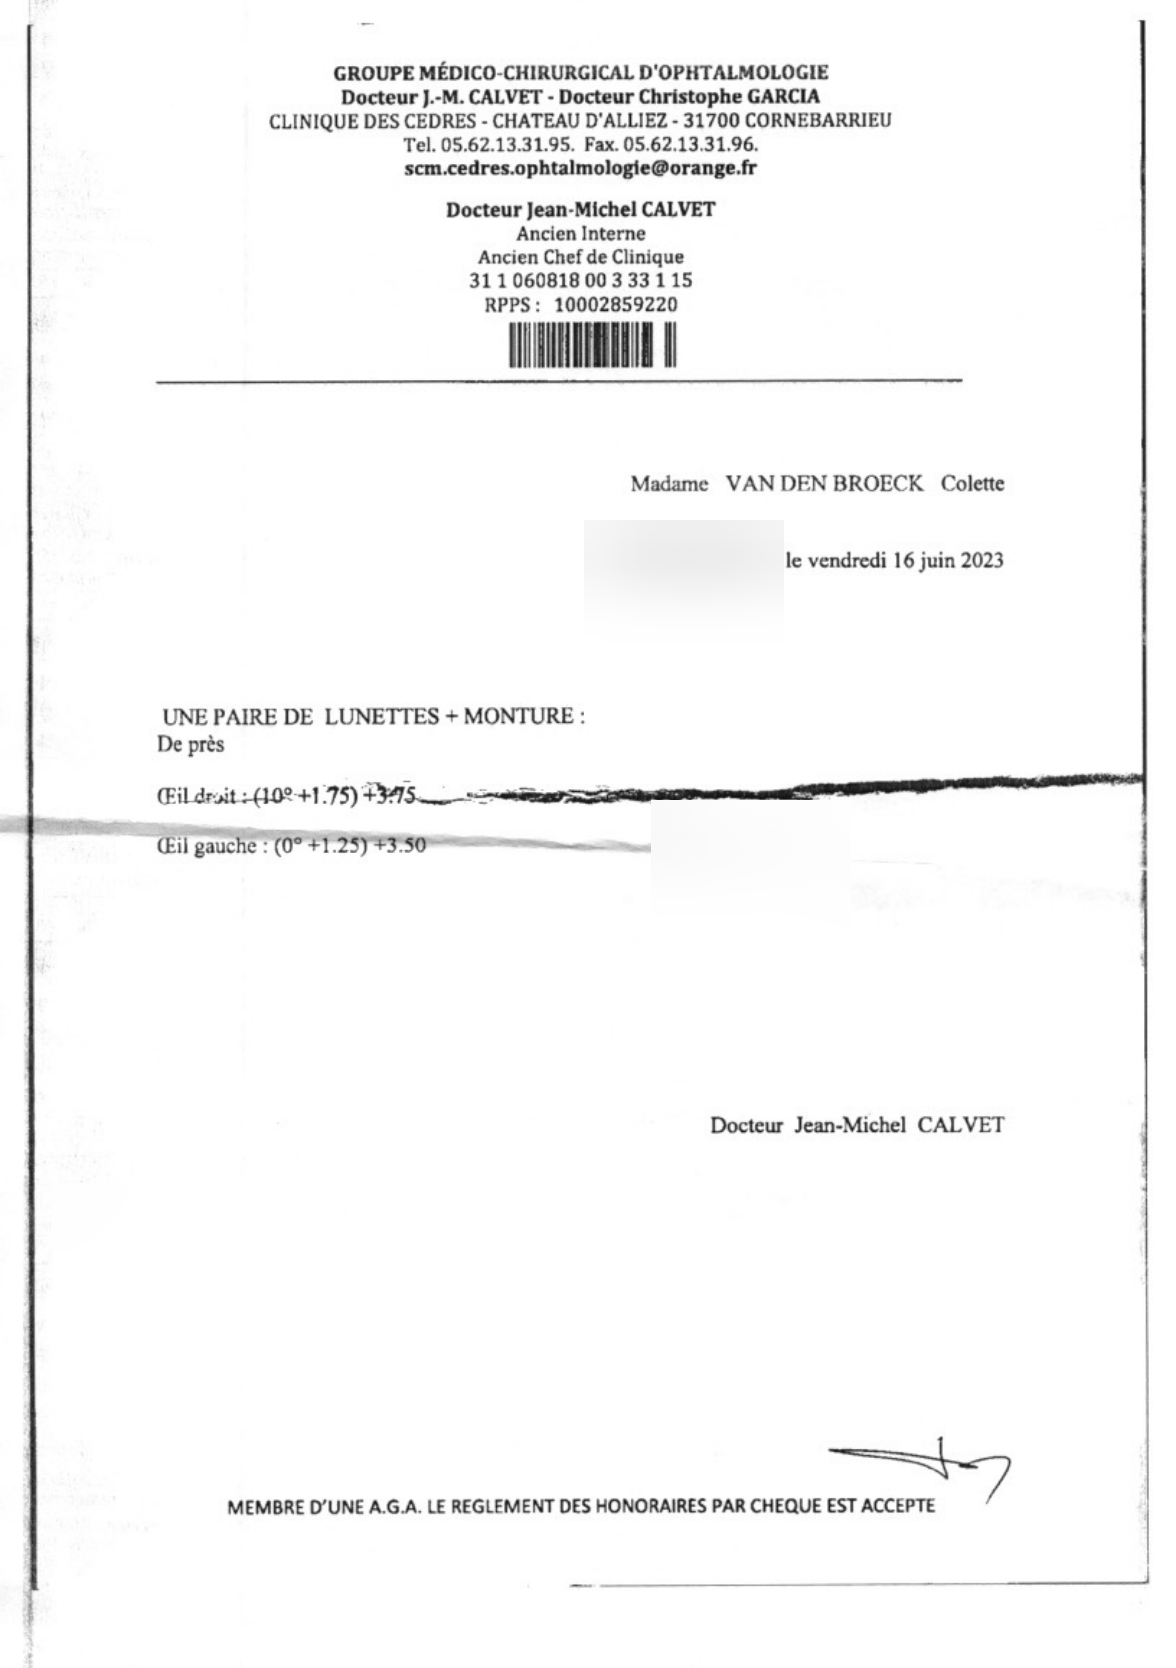 GROUPE MÉDICO-CHIRURGICAL D'OPHTALMOLOGIE
Docteur J.-M. CALVET - Docteur Christophe GARCIA
CLINIQUE DES CEDRES - CHATEAU D'ALLIEZ - 31700 CORNEBARRIEU
Tel. 05.62.13.31.95. Fax. 05.62.13.31.96.
scm.cedres.ophtalmologie@orange.fr
Docteur Jean-Michel CALVET
Ancien Interne
Ancien Chef de Clinique
31 1 060818 00 3 33 1 15
RPPS : 10002859220
Madame VAN DEN BROECK Colette
le vendredi 16 juin 2023
UNE PAIRE DE LUNETTES + MONTURE :
De près
Œil droit : (10° +1.75) +3.75
Œil gauche : (0° +1.25) +3.50
Docteur Jean-Michel CALVET
MEMBRE D'UNE A.G.A. LE REGLEMENT DES HONORAIRES PAR CHEQUE EST ACCEPTE